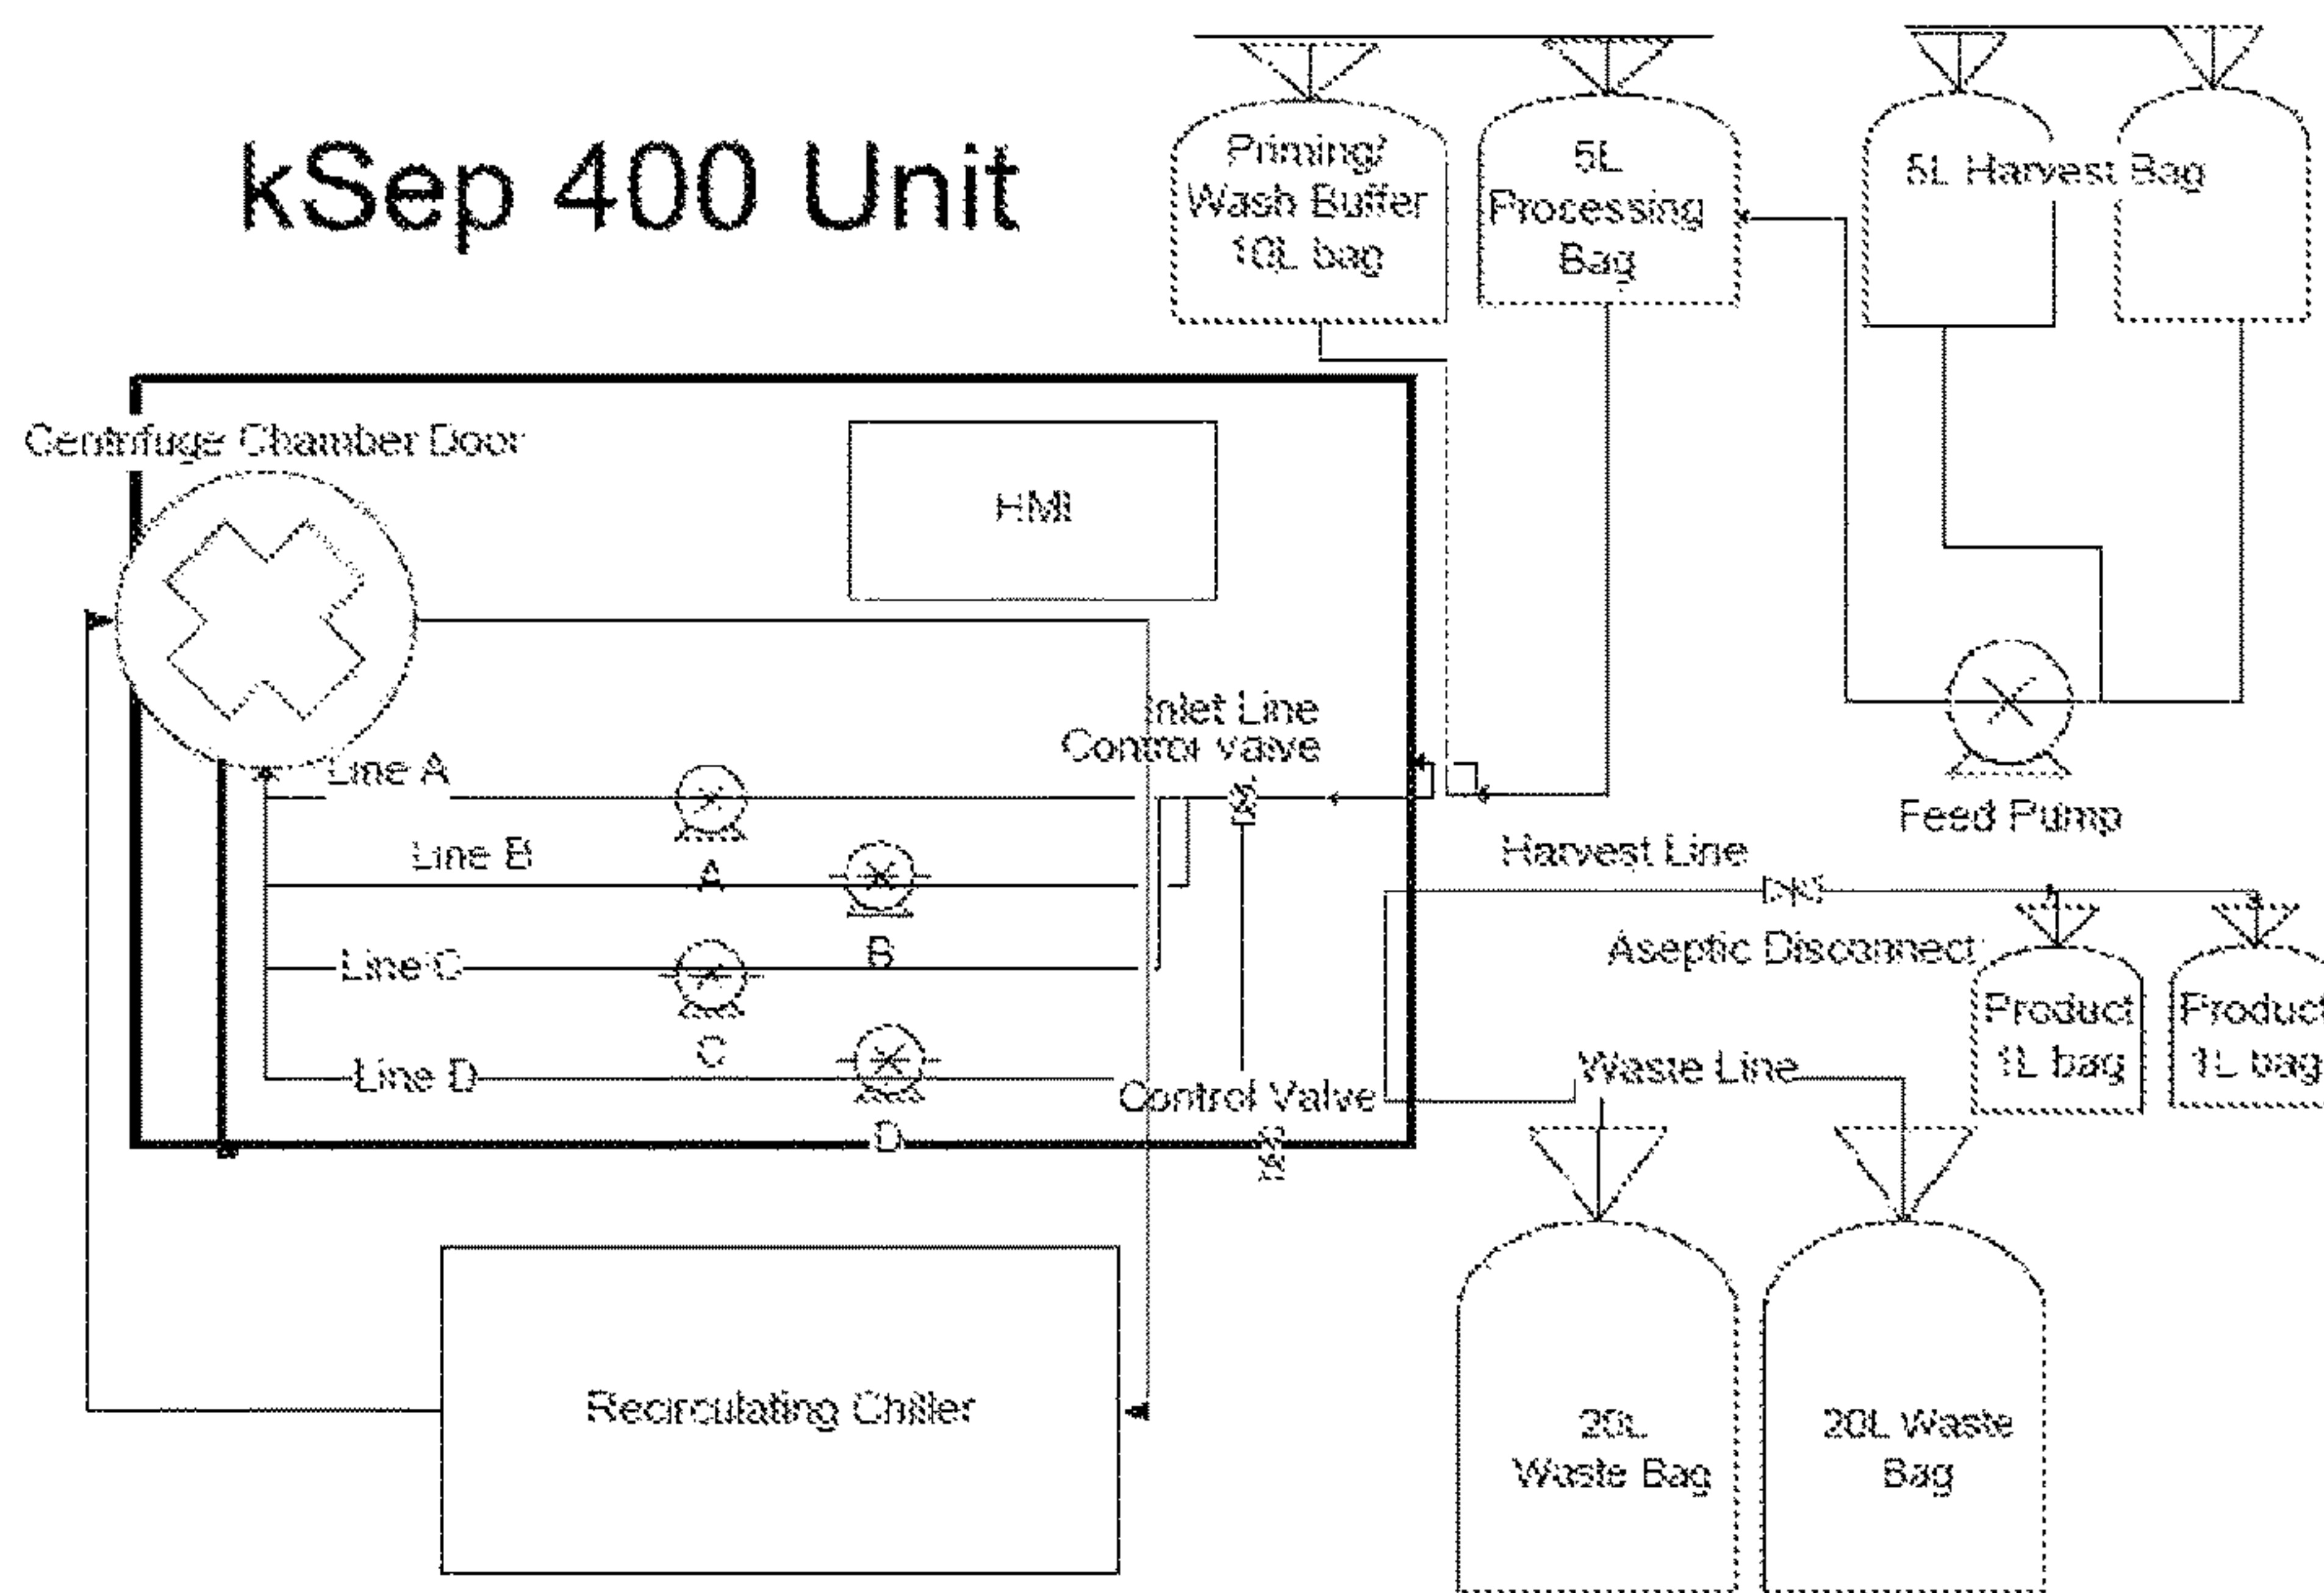 kSep 400 Unit
Priming/
Wash Buffer
10L bag
5L
Processing
Bag
5L Harvest Bag
Centrifuge Chamber Door
HMI
Inlet Line
Control valve
Line A
A
Line B
B
Line C
C
Line D
D
Control Valve
Feed Pump
Harvest Line
Aseptic Disconnect
Product
1L bag
Product
1L bag
Waste Line
Recirculating Chiller
20L
Waste Bag
20L Waste
Bag